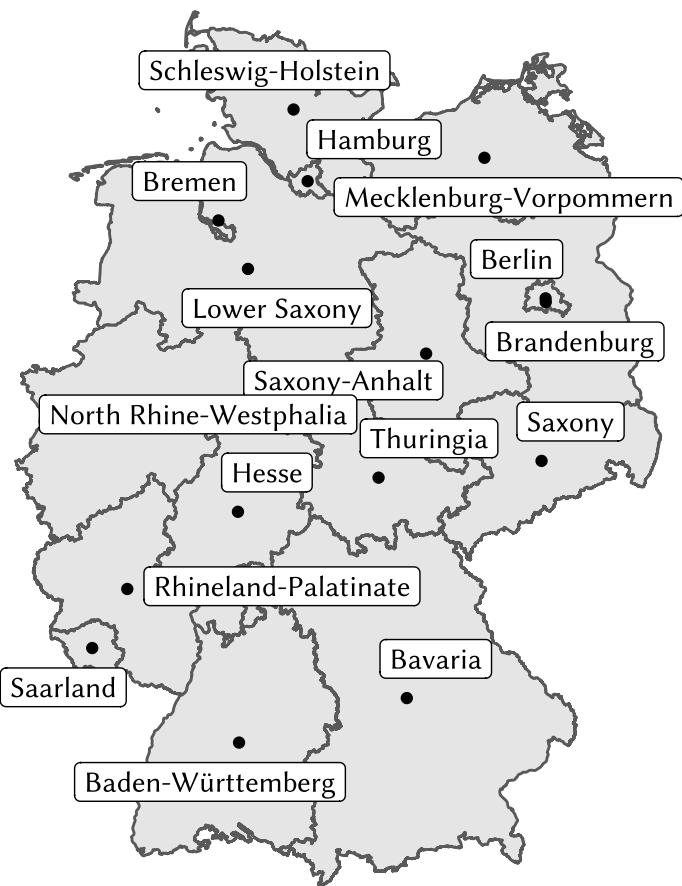 Schleswig-Holstein
Hamburg
Bremen
Mecklenburg-Vorpommern
Berlin
Lower Saxony
Brandenburg
Saxony-Anhalt
North Rhine-Westphalia
Saxony
Thuringia
Hesse
Rhineland-Palatinate
Bavaria
Saarland
Baden-Württemberg